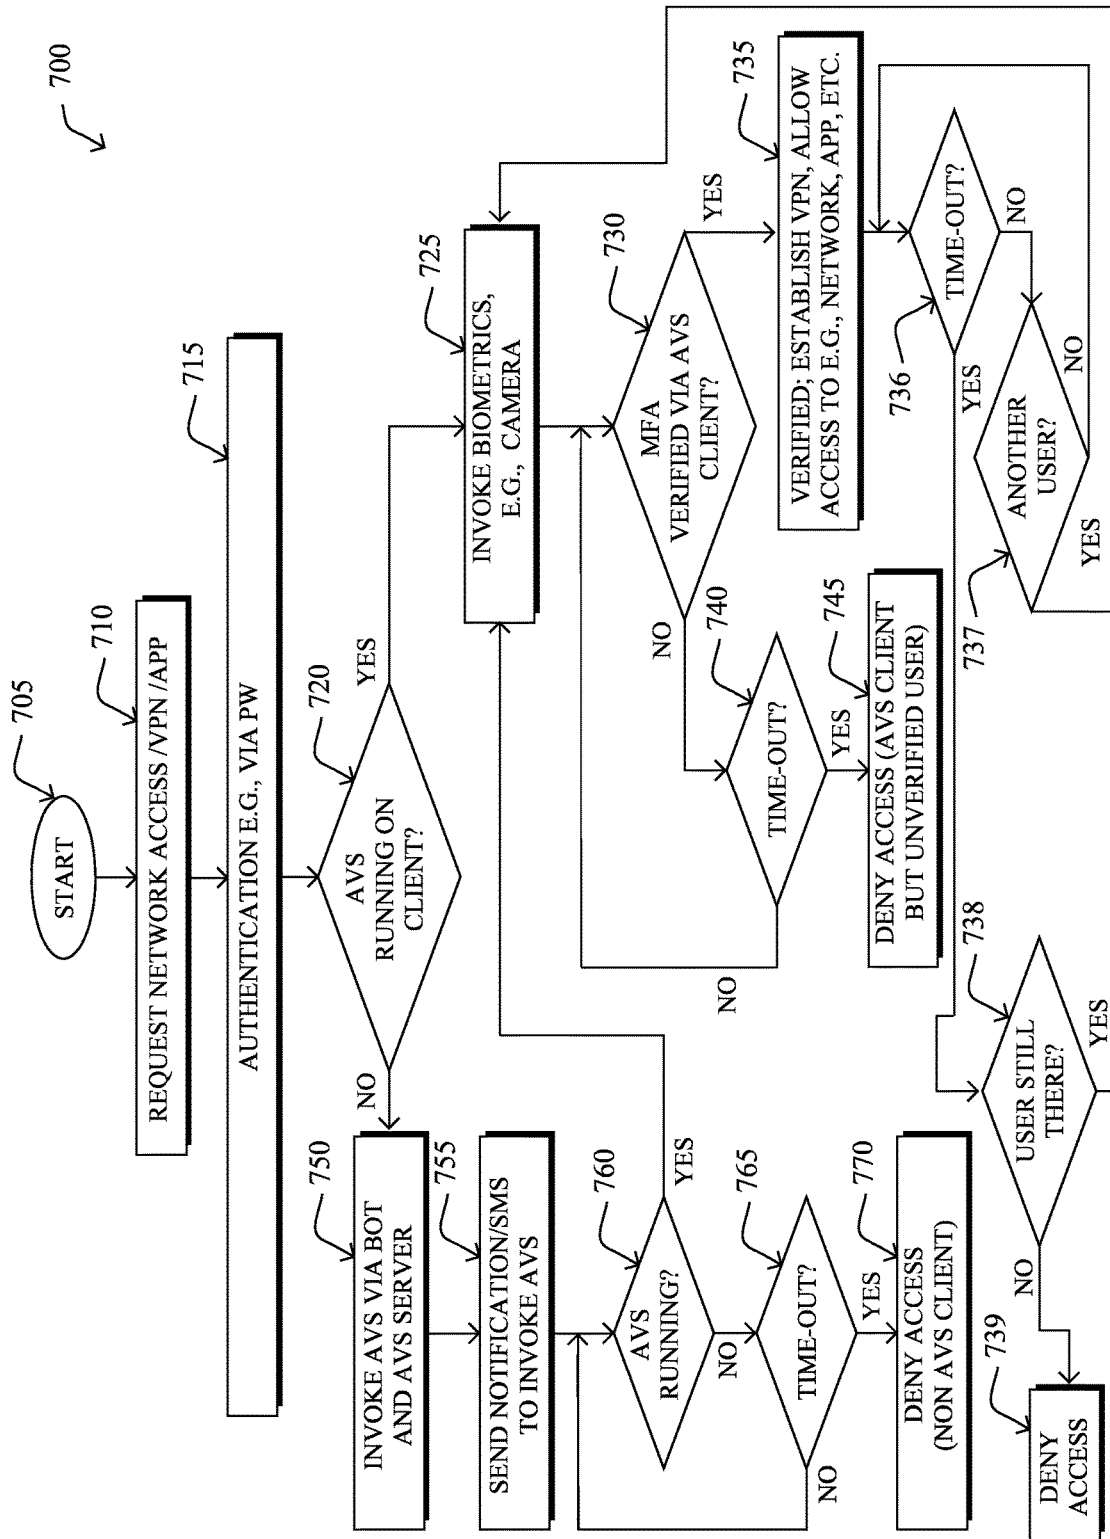 700
START
705
REQUEST NETWORK ACCESS /VPN /APP
710
AUTHENTICATION E.G., VIA PW
715
AVS
RUNNING ON
CLIENT?
720
NO
YES
INVOKE AVS VIA BOT
AND AVS SERVER
750
SEND NOTIFICATION/SMS
TO INVOKE AVS
755
AVS
RUNNING?
760
YES
NO
TIME-OUT?
765
NO
YES
DENY ACCESS
(NON AVS CLIENT)
770
INVOKE BIOMETRICS,
E.G., CAMERA
725
MFA
VERIFIED VIA AVS
CLIENT?
730
NO
YES
TIME-OUT?
740
NO
YES
DENY ACCESS (AVS CLIENT
BUT UNVERIFIED USER)
745
VERIFIED; ESTABLISH VPN, ALLOW
ACCESS TO E.G., NETWORK, APP, ETC.
735
TIME-OUT?
736
YES
NO
ANOTHER
USER?
737
YES
NO
USER STILL
THERE?
738
NO
YES
DENY
ACCESS
739